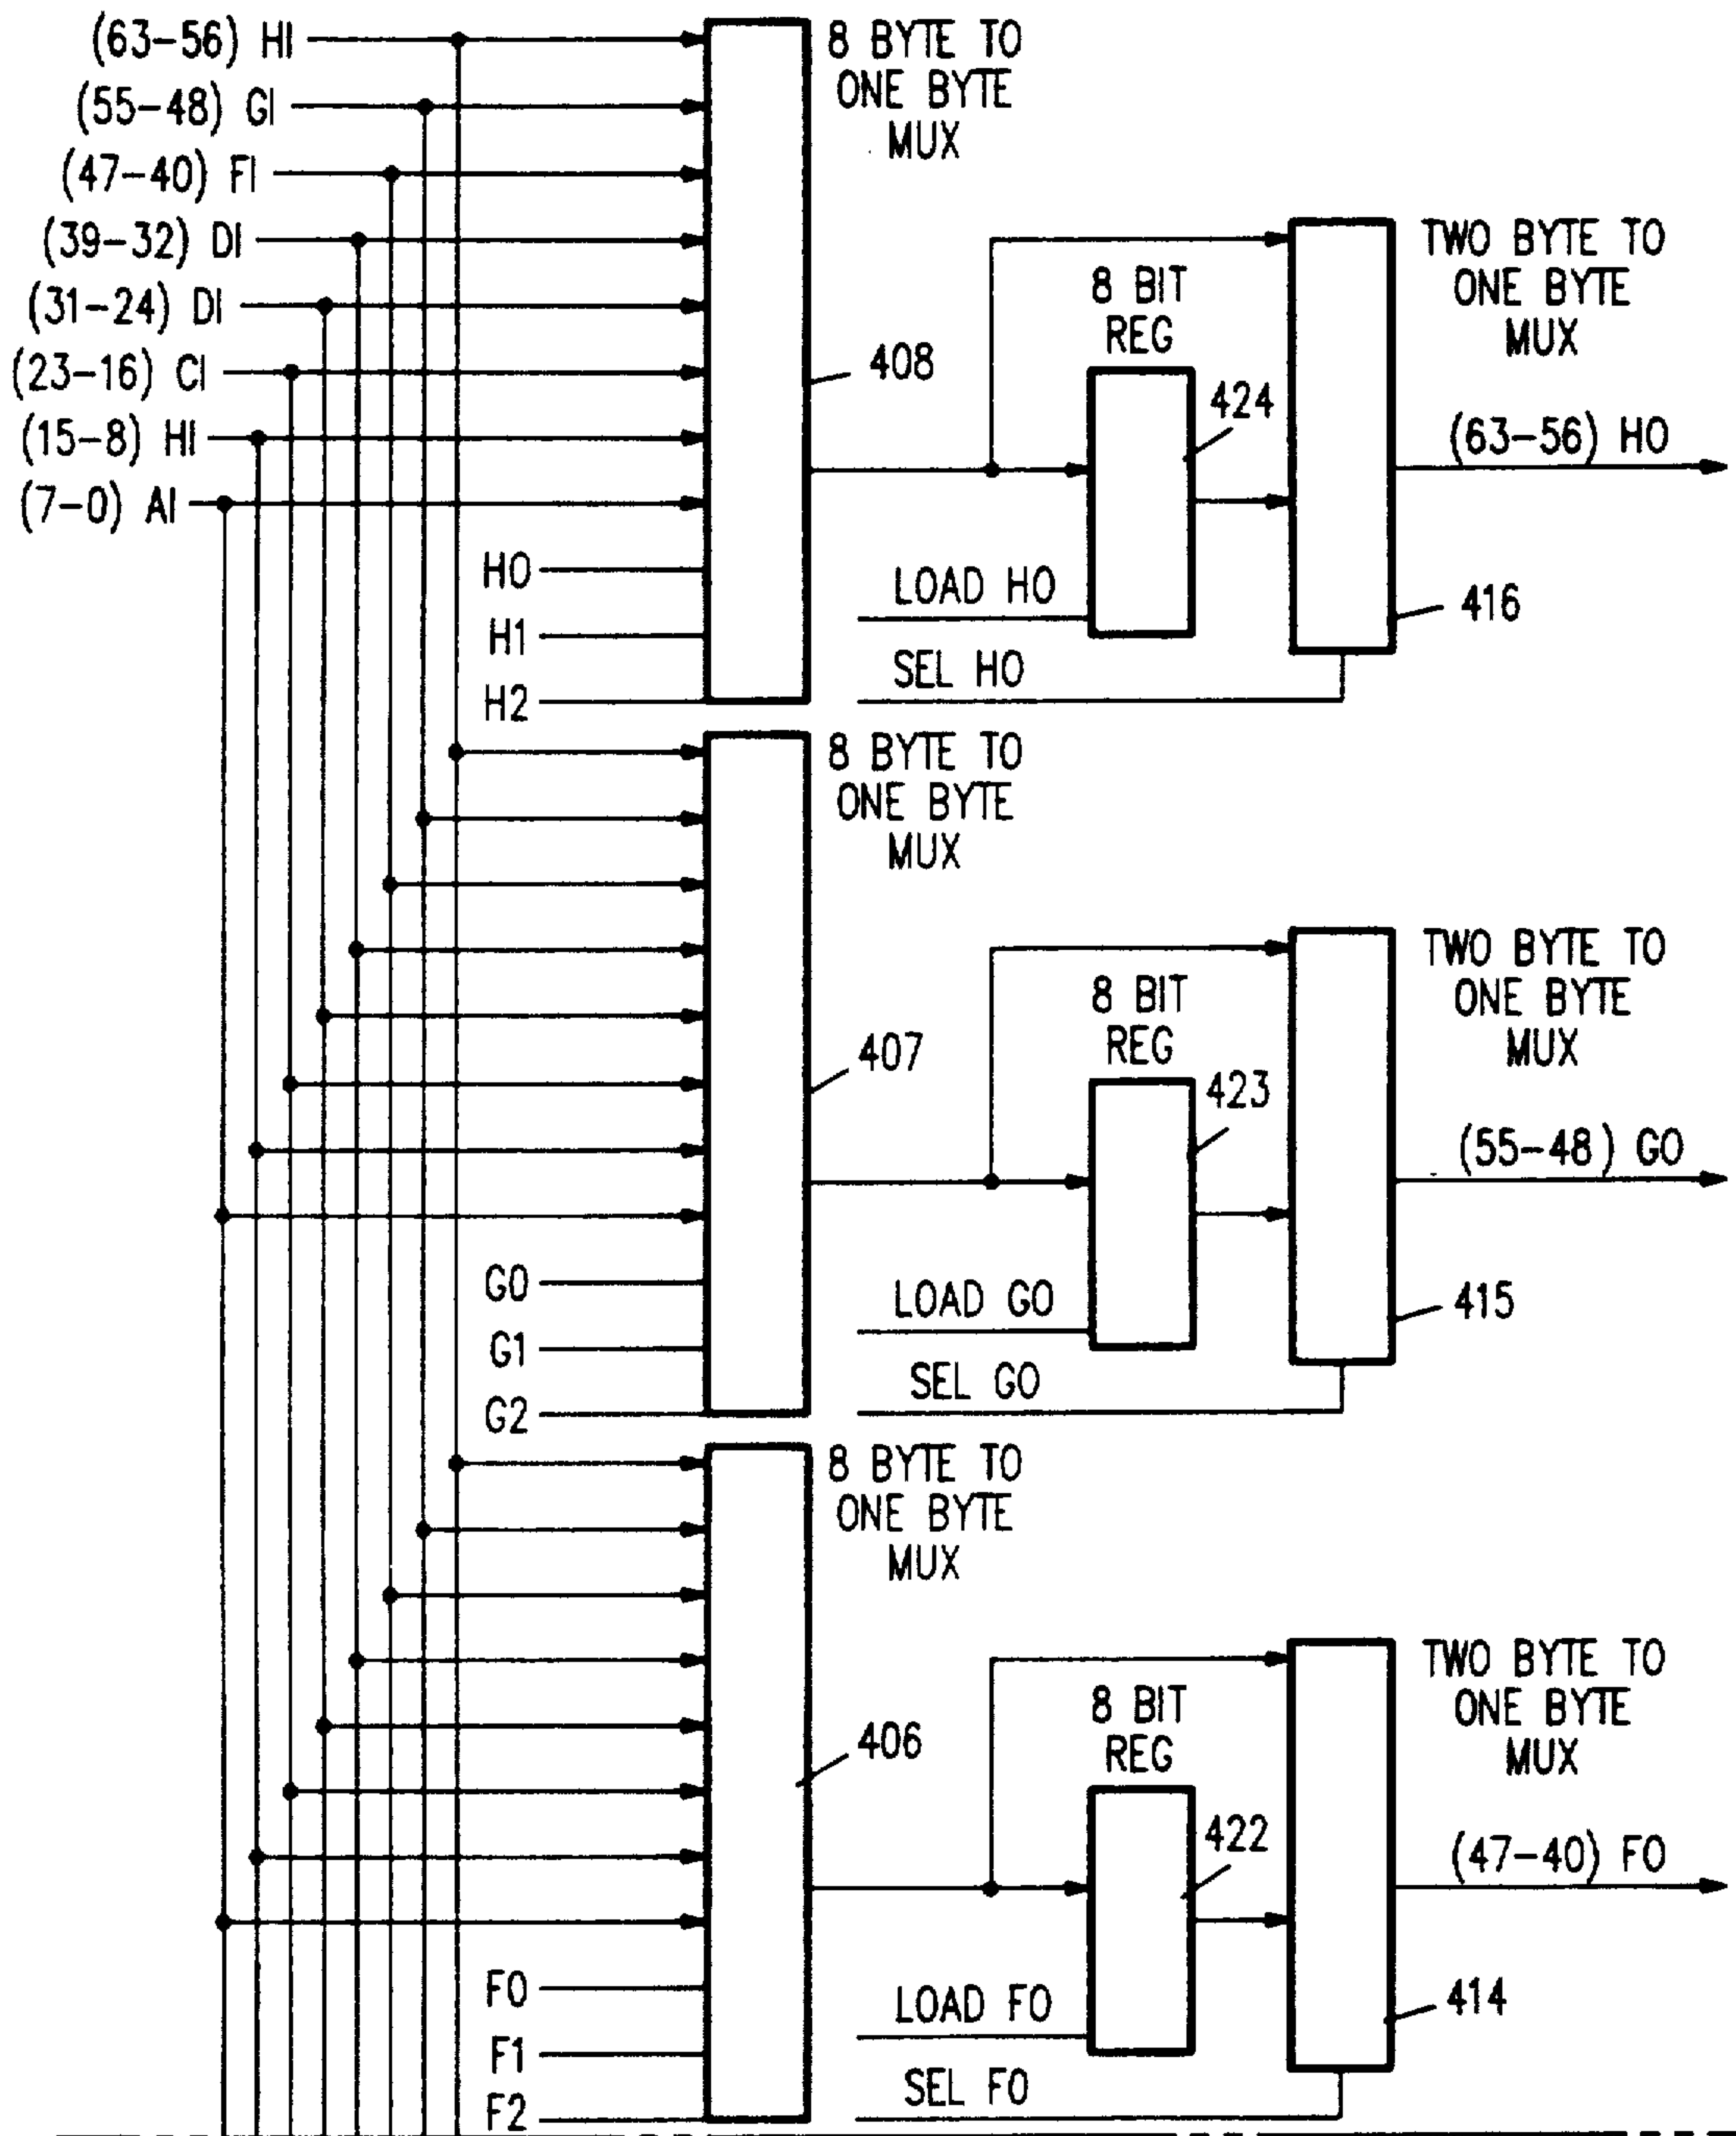 (63-56) HI
(55-48) GI
(47-40) FI
(39-32) DI
(31-24) DI
(23-16) CI
(15-8) HI
(7-0) AI
H0
H1
H2
8 BYTE TO
ONE BYTE
MUX
408
8 BIT
REG
424
LOAD HO
SEL HO
TWO BYTE TO
ONE BYTE
MUX
(63-56) HO
416
8 BYTE TO
ONE BYTE
MUX
407
G0
G1
G2
8 BIT
REG
423
LOAD GO
SEL GO
TWO BYTE TO
ONE BYTE
MUX
(55-48) GO
415
8 BYTE TO
ONE BYTE
MUX
406
F0
F1
F2
8 BIT
REG
422
LOAD FO
SEL FO
TWO BYTE TO
ONE BYTE
MUX
(47-40) FO
414